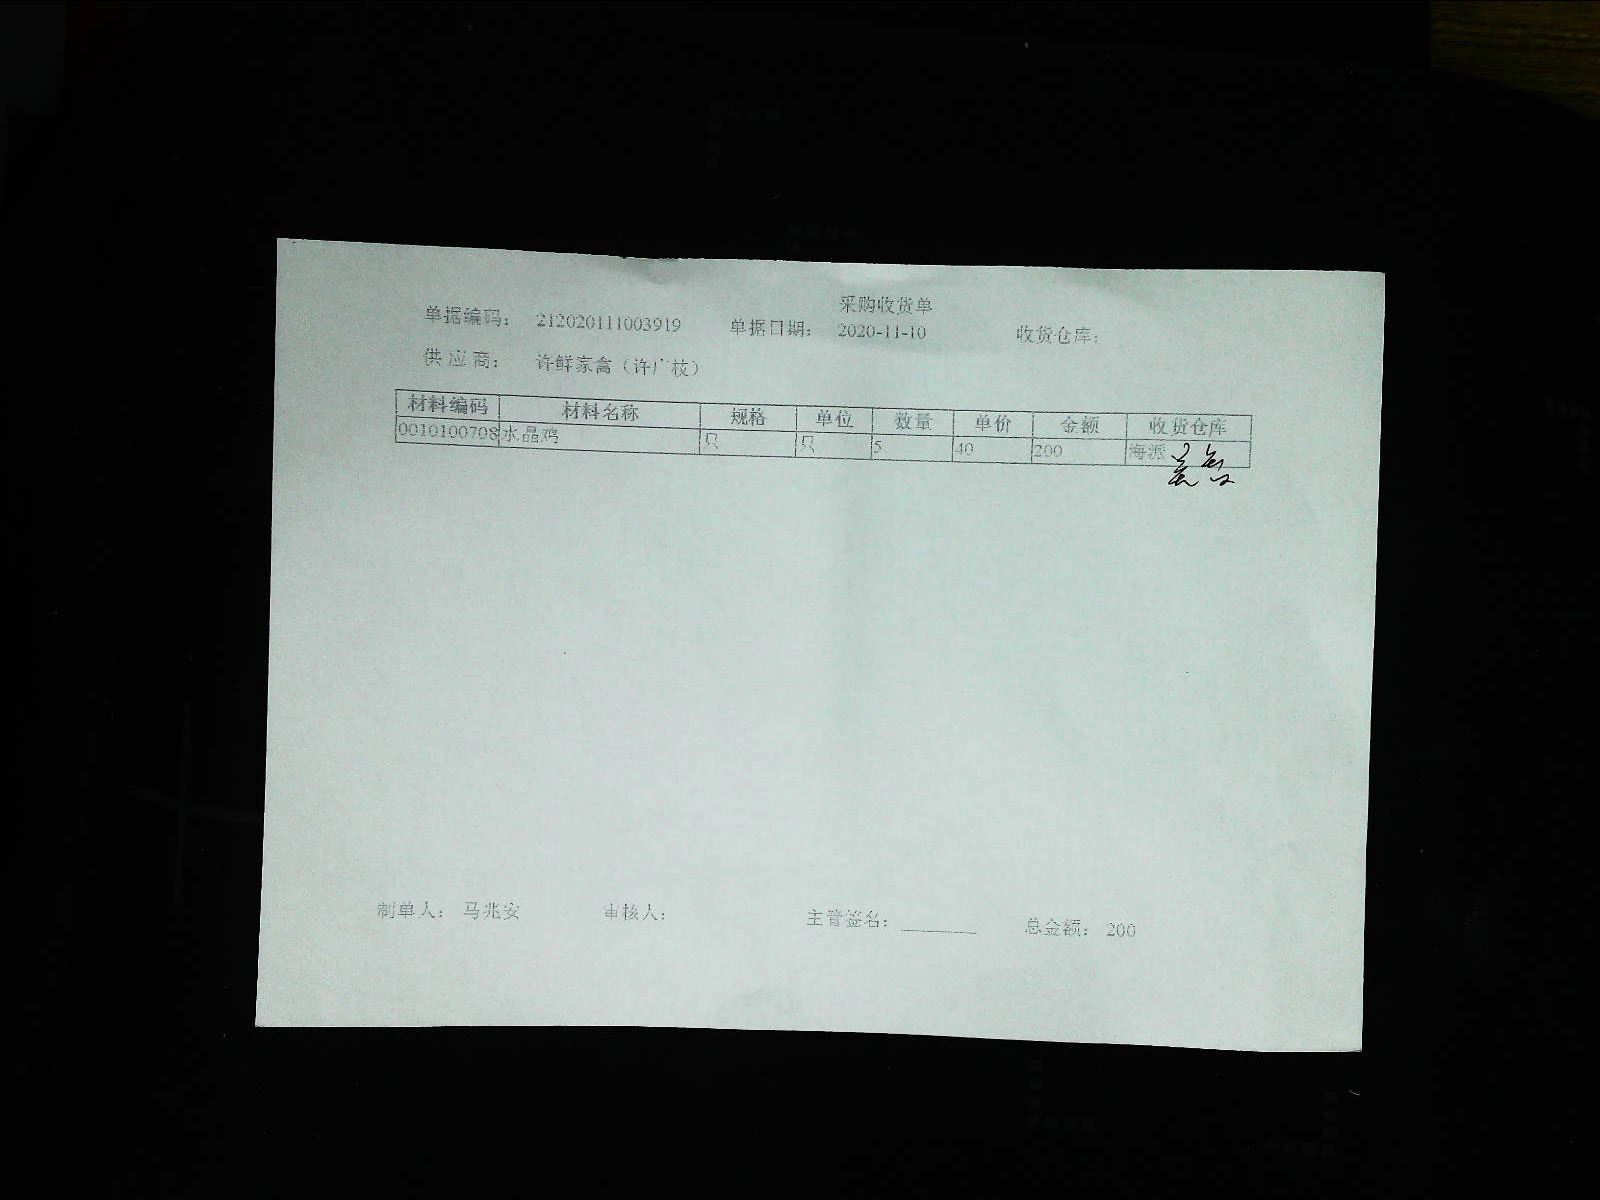 采购收货单
单据编码: 212020111003919 单据日期: 2020-11-10 收货仓库:
供 应 商: 许鲜家禽（许广枝）
材料编码 材料名称 规格 单位 数量 单价 金额 收货仓库
0010100708 水晶鸡 只 只 5 40 200 海派
制单人: 马兆安 审核人: 主管签名: ________ 总金额: 200